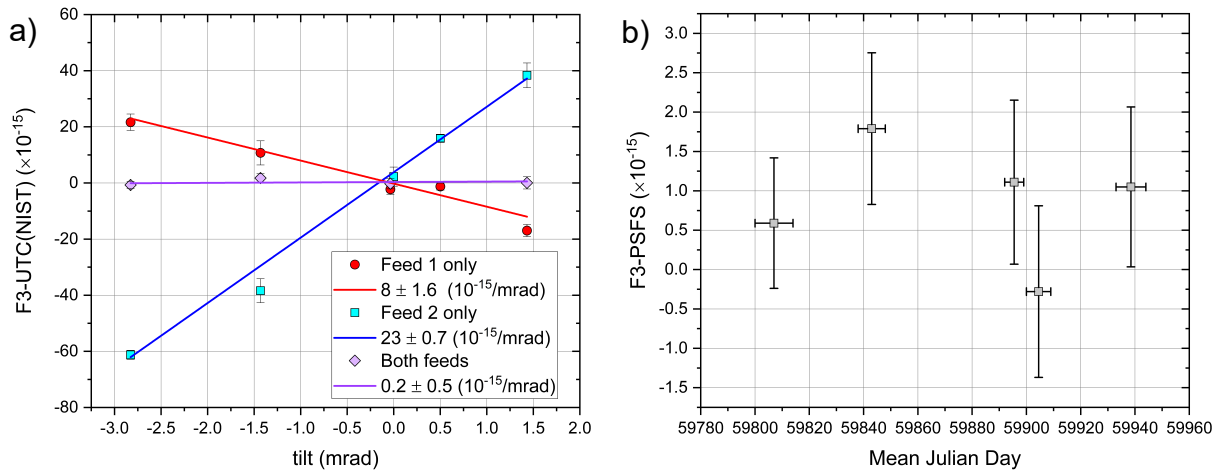 a)
F3-UTC(NIST) (×10⁻¹⁵)
60
40
20
0
-20
-40
-60
-80
-3.0 -2.5 -2.0 -1.5 -1.0 -0.5 0.0 0.5 1.0 1.5 2.0
tilt (mrad)
Feed 1 only
8 ± 1.6 (10⁻¹⁵/mrad)
Feed 2 only
23 ± 0.7 (10⁻¹⁵/mrad)
Both feeds
0.2 ± 0.5 (10⁻¹⁵/mrad)
b)
F3-PSFS (×10⁻¹⁵)
3.0
2.5
2.0
1.5
1.0
0.5
0.0
-0.5
-1.0
-1.5
59780 59800 59820 59840 59860 59880 59900 59920 59940 59960
Mean Julian Day